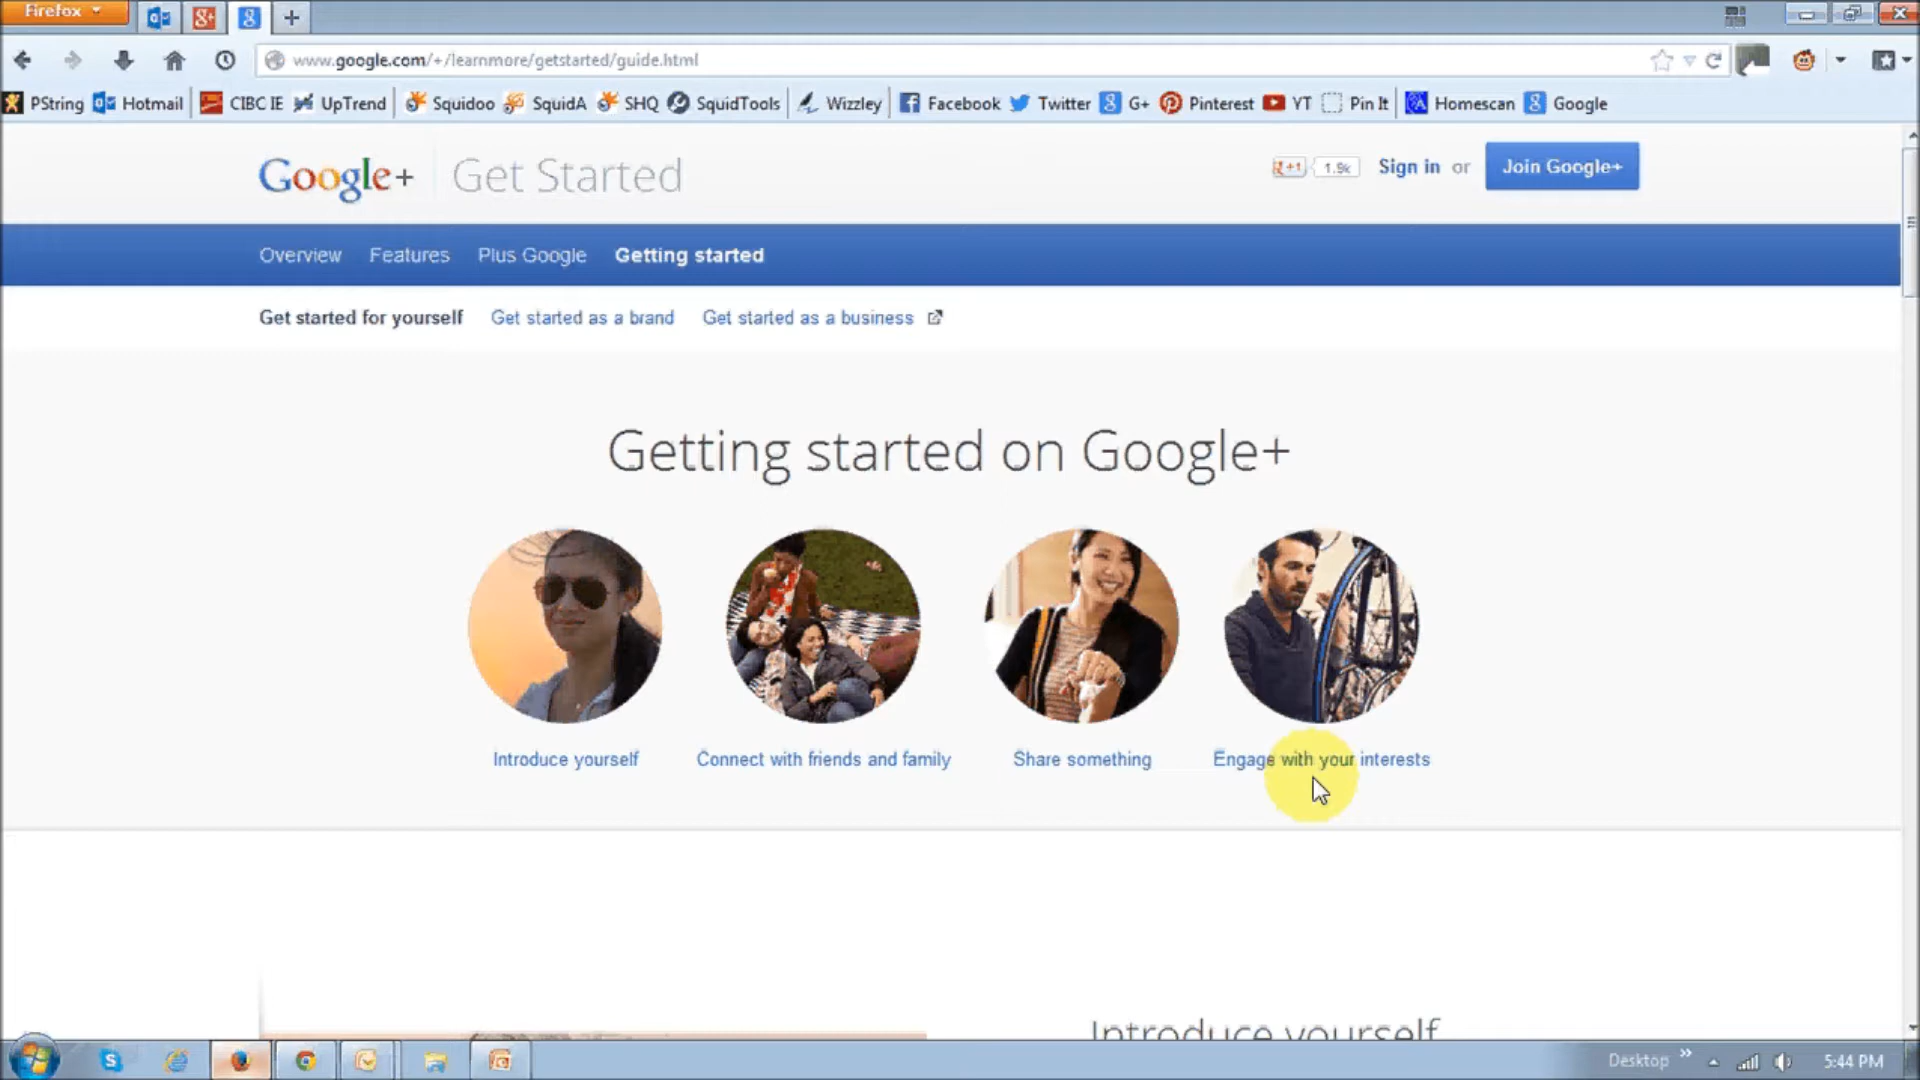 Firefox
www.google.com/+/learnmore/getstarted/guide.html
PString Hotmail CIBC IE UpTrend Squidoo SquidA SHQ SquidTools Wizzley Facebook Twitter G+ Pinterest YT Pin It Homescan Google
Google+ Get Started
+1 1.9k Sign in or Join Google+
Overview Features Plus Google Getting started
Get started for yourself Get started as a brand Get started as a business
Getting started on Google+
Introduce yourself Connect with friends and family Share something Engage with your interests
Introduce yourself
Desktop 5:44 PM